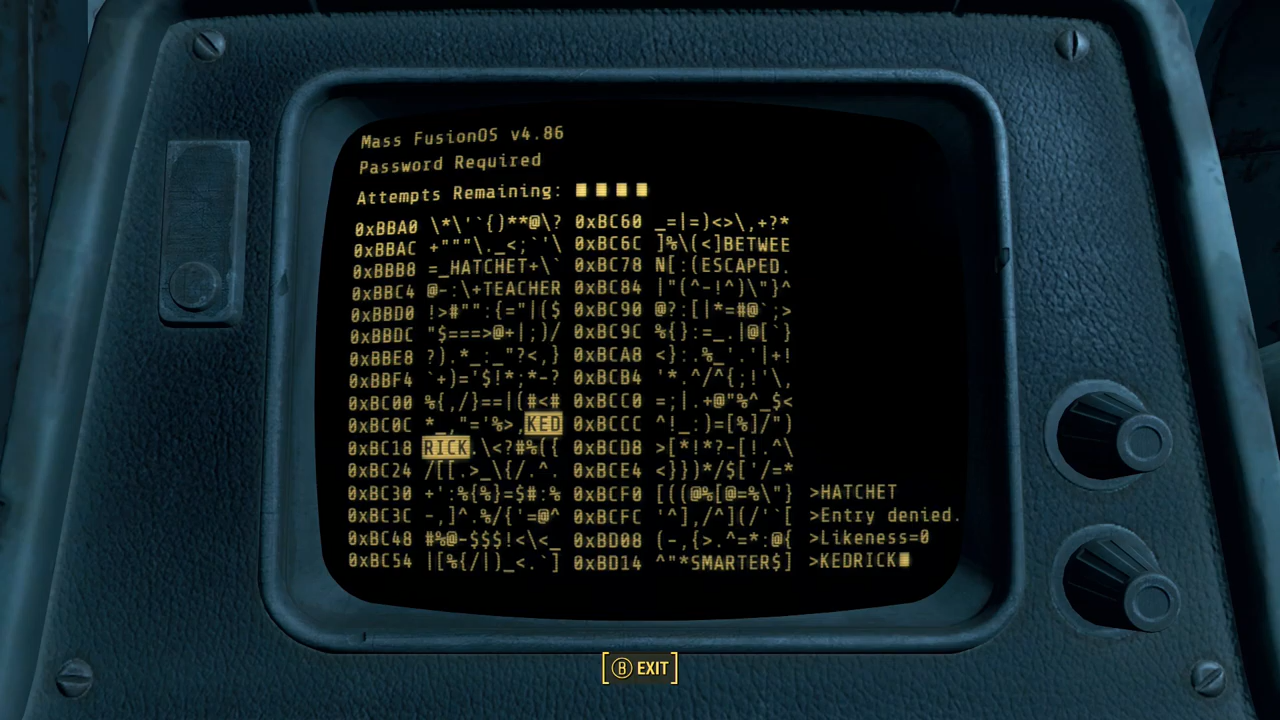 Mass FusionOS v4.86
Password Required
Attempts Remaining: ■ ■ ■ ■
0xBBA0 \*\'`{)**@\?
0xBBAC +"""\._<;`'\
0xBBB8 =_HATCHET+\`
0xBBC4 @-:\+TEACHER
0xBBD0 !>#"":{="|($
0xBBDC "$===>@+|;)/
0xBBE8 ?).*_:_"?<,}
0xBBF4 `+)='$!*;*-?
0xBC00 %{,/}==|(#<#
0xBC0C *_,"='%>,KED
0xBC18 RICK.\<?#%({
0xBC24 /[[.>_\{/.^.
0xBC30 +':%{%}=$#:%
0xBC3C -,]^.%/{'=@^
0xBC48 #%@-$$$!<\<_
0xBC54 |[%{/|)_<.`]
0xBC60 _=|=)<>\,+?*
0xBC6C ]%\(<]BETWEE
0xBC78 N[:(ESCAPED.
0xBC84 |"(^-!^)\"}^
0xBC90 @?:[|*=#@`;>
0xBC9C %{}:=_.|@[`}
0xBCA8 <}:.%_'.'|+!
0xBCB4 '*.^/^{;!'\,
0xBCC0 =;|.+@"%^_$<
0xBCCC ^!_:)=[%]/")
0xBCD8 >[*!*?-[!.^\
0xBCE4 <}))*/$['/=*
0xBCF0 [((@%[@=%\"}
0xBCFC '^],/^](/'`[
0xBD08 (-,{>.^=*:@{
0xBD14 ^"*SMARTER$]
>HATCHET
>Entry denied.
>Likeness=0
>KEDRICK■
Ⓑ EXIT